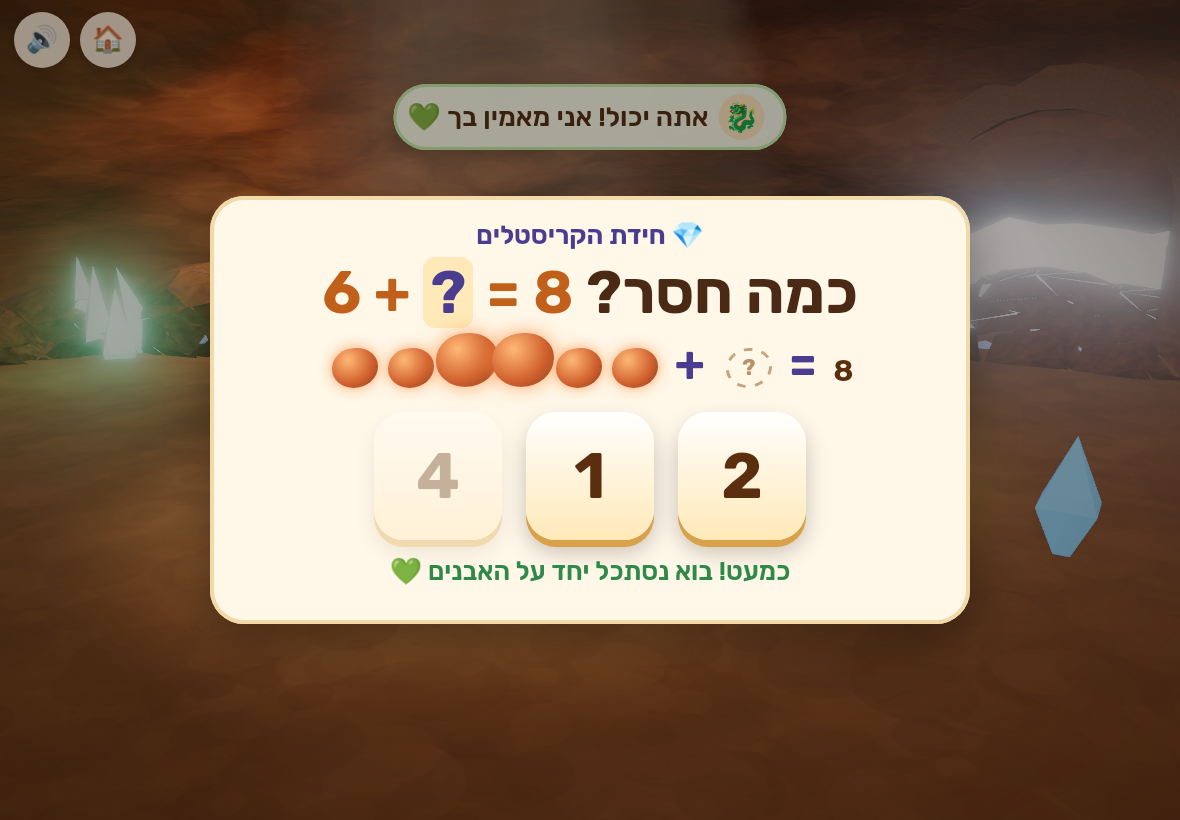 אתה יכול! אני מאמין בך
חידת הקריסטלים
כמה חסר? 6 + ? = 8
+ ? = 8
4 1 2
כמעט! בוא נסתכל יחד על האבנים